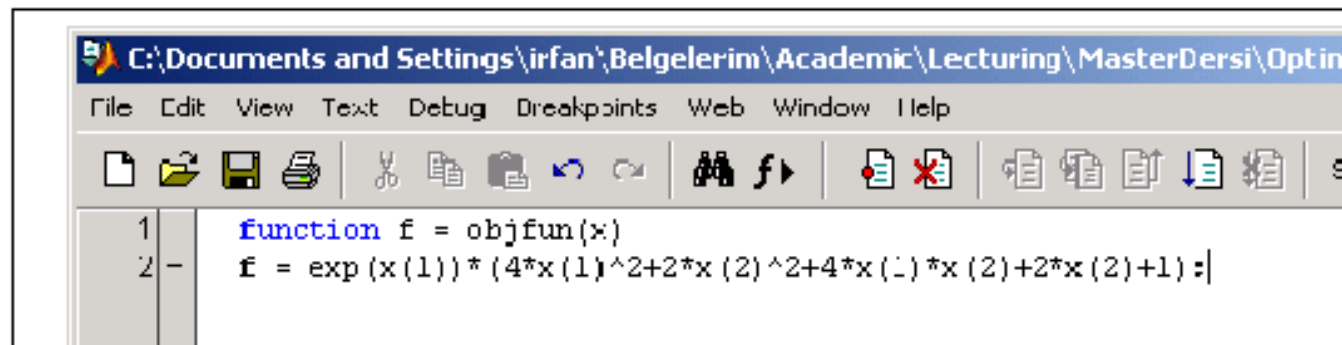 C:\Documents and Settings\irfan\Belgelerim\Academic\Lecturing\MasterDersi\Optim
File Edit View Text Debug Breakpoints Web Window Help
1 function f = objfun(x)
2 - f = exp(x(1))*(4*x(1)^2+2*x(2)^2+4*x(1)*x(2)+2*x(2)+1);